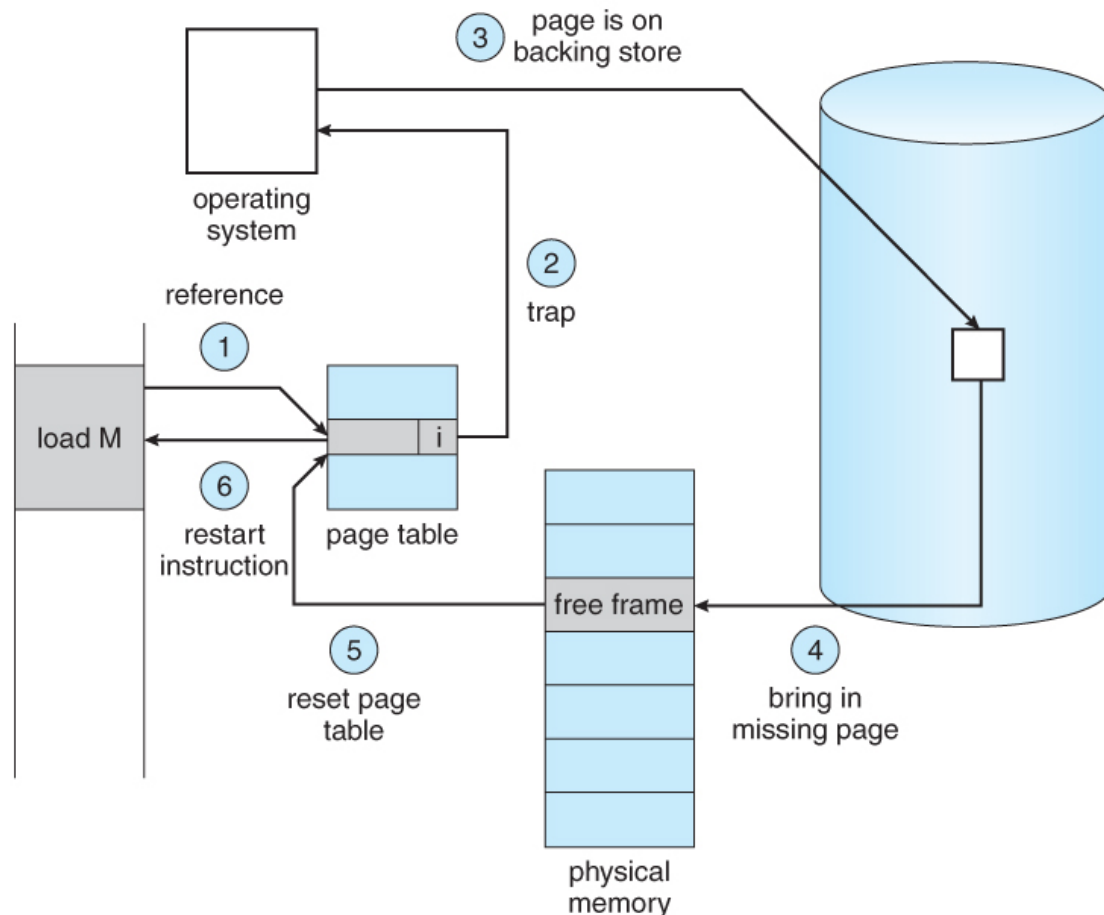 3
page is on
backing store
operating
system
2
trap
reference
1
load M
i
6
restart
instruction
page table
free frame
5
reset page
table
4
bring in
missing page
physical
memory